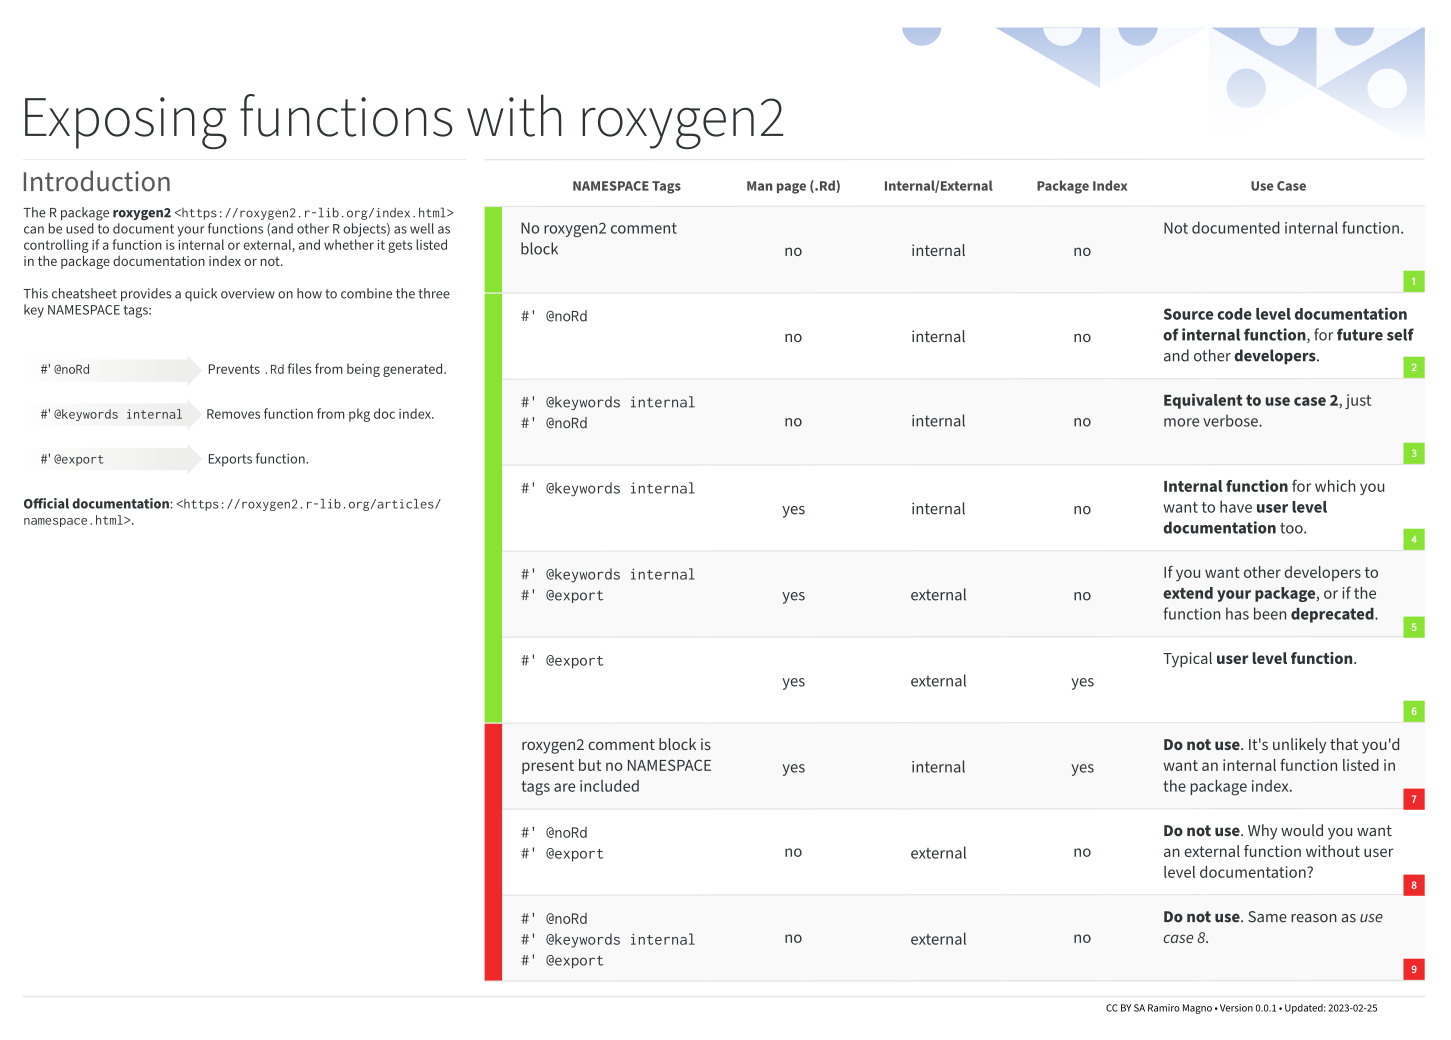 Exposing functions with roxygen2
Introduction
The R package roxygen2 <https://roxygen2.r-lib.org/index.html>
can be used to document your functions (and other R objects) as well as
controlling if a function is internal or external, and whether it gets listed
in the package documentation index or not.
This cheatsheet provides a quick overview on how to combine the three
key NAMESPACE tags:
#' @noRd Prevents .Rd files from being generated.
#' @keywords internal Removes function from pkg doc index.
#' @export Exports function.
Official documentation: <https://roxygen2.r-lib.org/articles/
namespace.html>.
NAMESPACE Tags Man page (.Rd) Internal/External Package Index Use Case
No roxygen2 comment
block
no internal no
Not documented internal function.
1
#' @noRd
no internal no
Source code level documentation
of internal function, for future self
and other developers.
2
#' @keywords internal
#' @noRd
no internal no
Equivalent to use case 2, just
more verbose.
3
#' @keywords internal
yes internal no
Internal function for which you
want to have user level
documentation too.
4
#' @keywords internal
#' @export
yes external no
If you want other developers to
extend your package, or if the
function has been deprecated.
5
#' @export
yes external yes
Typical user level function.
6
roxygen2 comment block is
present but no NAMESPACE
tags are included
yes internal yes
Do not use. It's unlikely that you'd
want an internal function listed in
the package index.
7
#' @noRd
#' @export
no external no
Do not use. Why would you want
an external function without user
level documentation?
8
#' @noRd
#' @keywords internal
#' @export
no external no
Do not use. Same reason as use
case 8.
9
CC BY SA Ramiro Magno • Version 0.0.1 • Updated: 2023-02-25